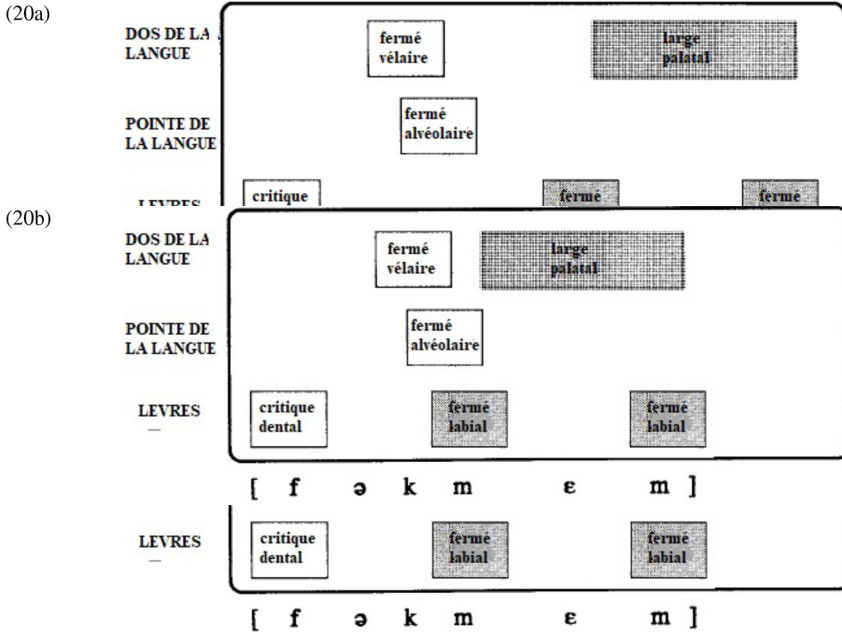 (20a)
DOS DE LA
LANGUE
fermé
vélaire
large
palatal
POINTE DE
LA LANGUE
fermé
alvéolaire
LEVRES
critique
fermé
fermé
(20b)
DOS DE LA
LANGUE
fermé
vélaire
large
palatal
POINTE DE
LA LANGUE
fermé
alvéolaire
LEVRES
critique
dental
fermé
labial
fermé
labial
[ f ə k m ε m ]
LEVRES
critique
dental
fermé
labial
fermé
labial
[ f ə k m ε m ]